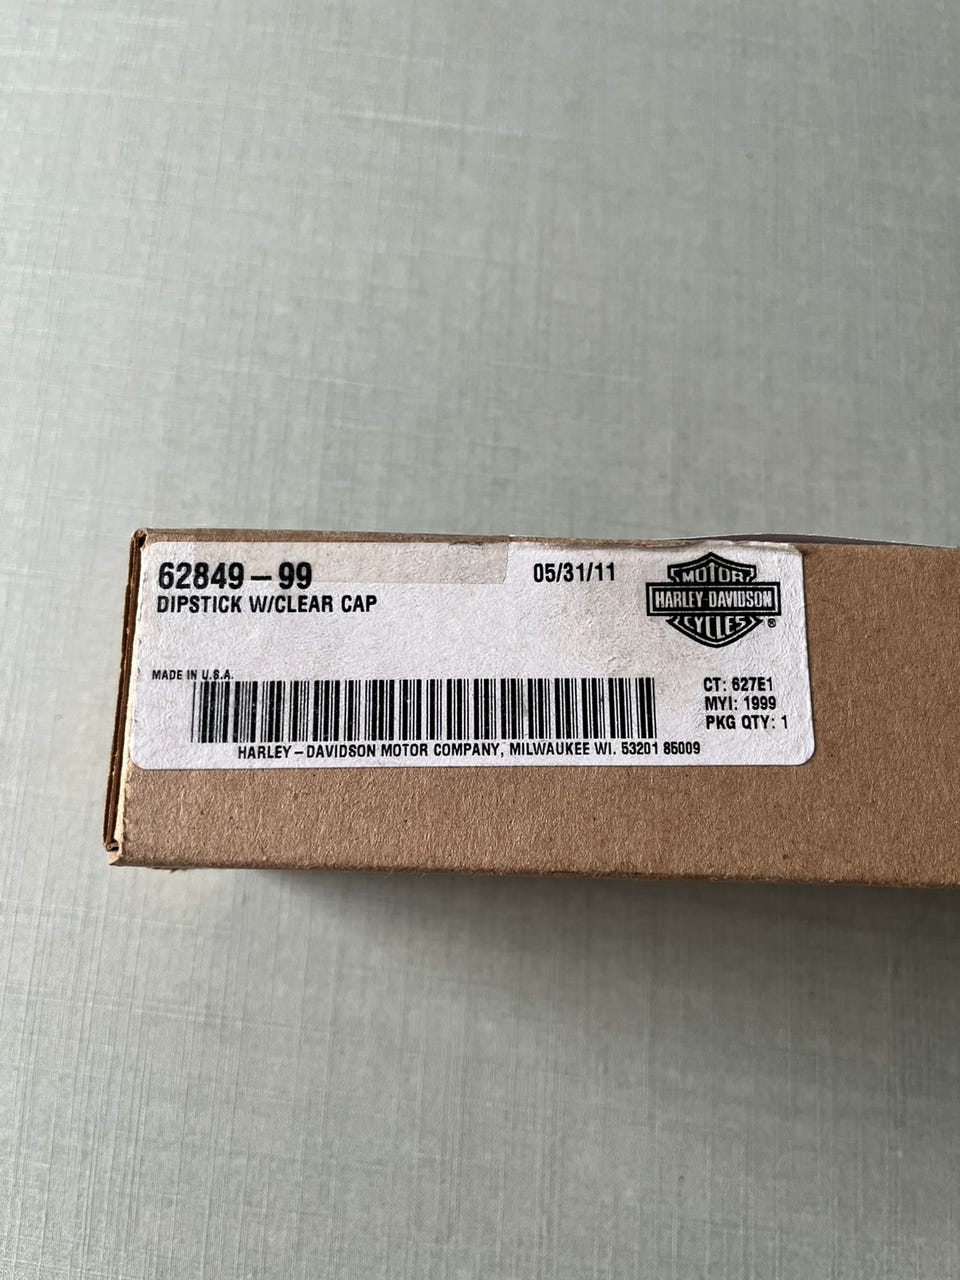 62849-99
DIPSTICK W/CLEAR CAP
05/31/11
MOTOR
HARLEY-DAVIDSON
CYCLES®
MADE IN U.S.A.
CT: 627E1
MYI: 1999
PKG QTY: 1
HARLEY-DAVIDSON MOTOR COMPANY, MILWAUKEE WI. 53201 85009